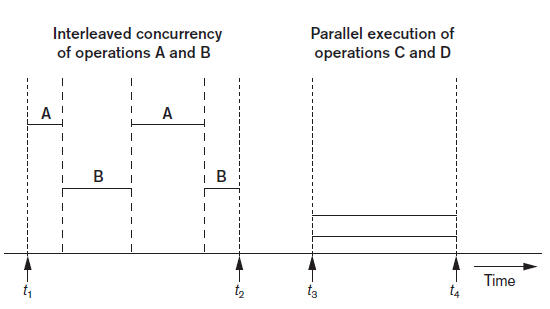 Interleaved concurrency
of operations A and B
Parallel execution of
operations C and D
A
A
B
B
t1
t2
t3
t4
Time